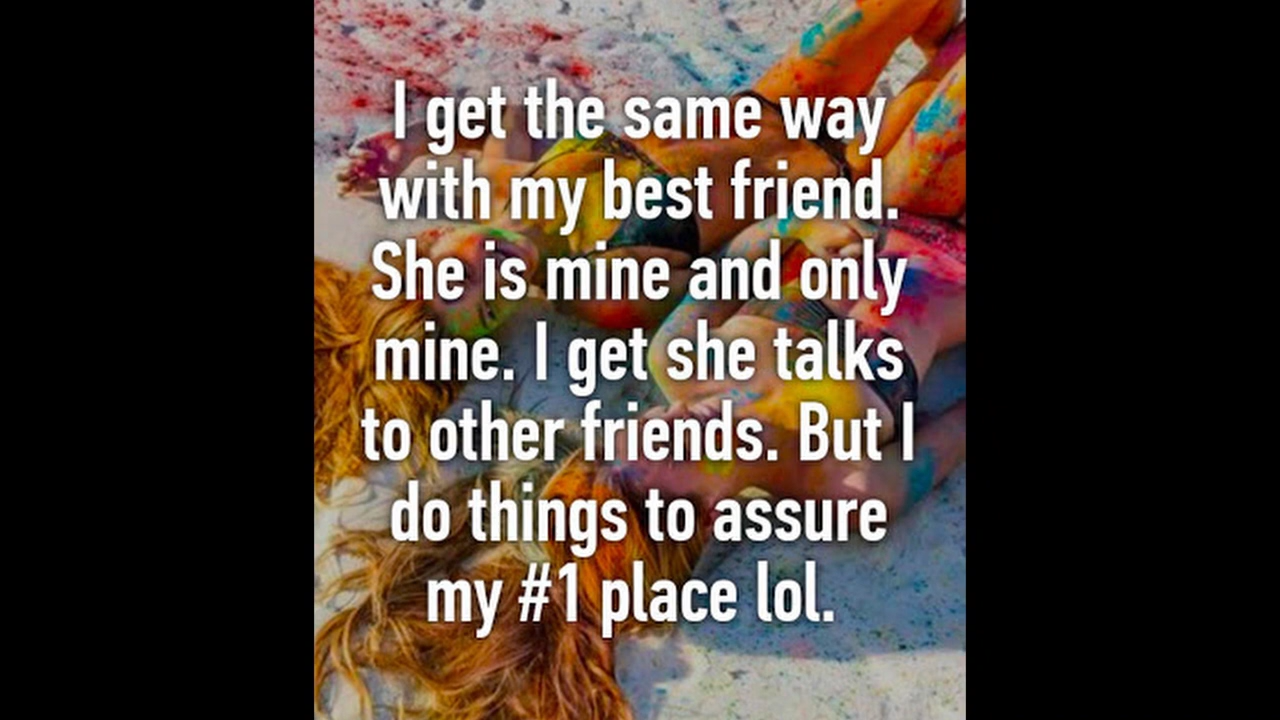 I get the same way
with my best friend.
She is mine and only
mine. I get she talks
to other friends. But I
do things to assure
my #1 place lol.